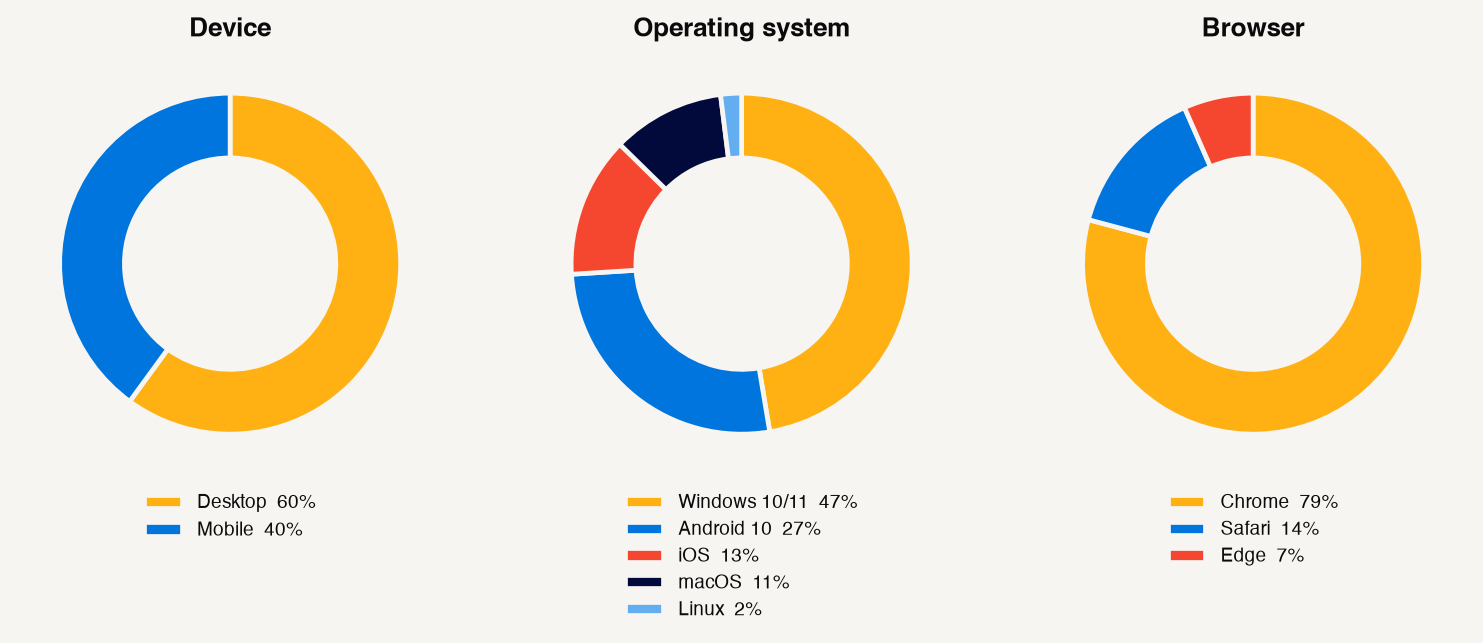 Device
Operating system
Browser
Desktop 60%
Mobile 40%
Windows 10/11 47%
Android 10 27%
iOS 13%
macOS 11%
Linux 2%
Chrome 79%
Safari 14%
Edge 7%